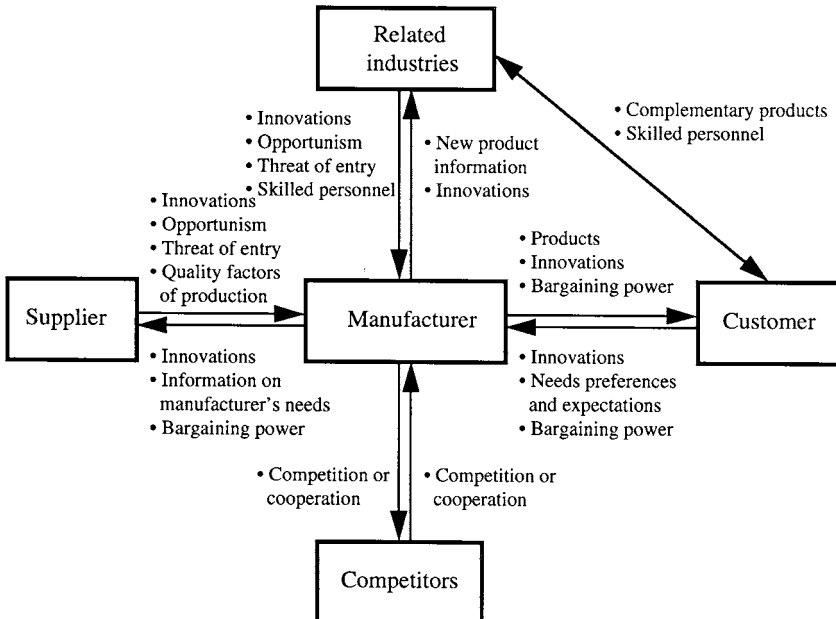 Related
industries
• Innovations
• Opportunism
• Threat of entry
• Skilled personnel
• New product
information
• Innovations
• Complementary products
• Skilled personnel
• Innovations
• Opportunism
• Threat of entry
• Quality factors
of production
• Products
• Innovations
• Bargaining power
Supplier
Manufacturer
Customer
• Innovations
• Information on
manufacturer's needs
• Bargaining power
• Innovations
• Needs preferences
and expectations
• Bargaining power
• Competition or
cooperation
• Competition or
cooperation
Competitors